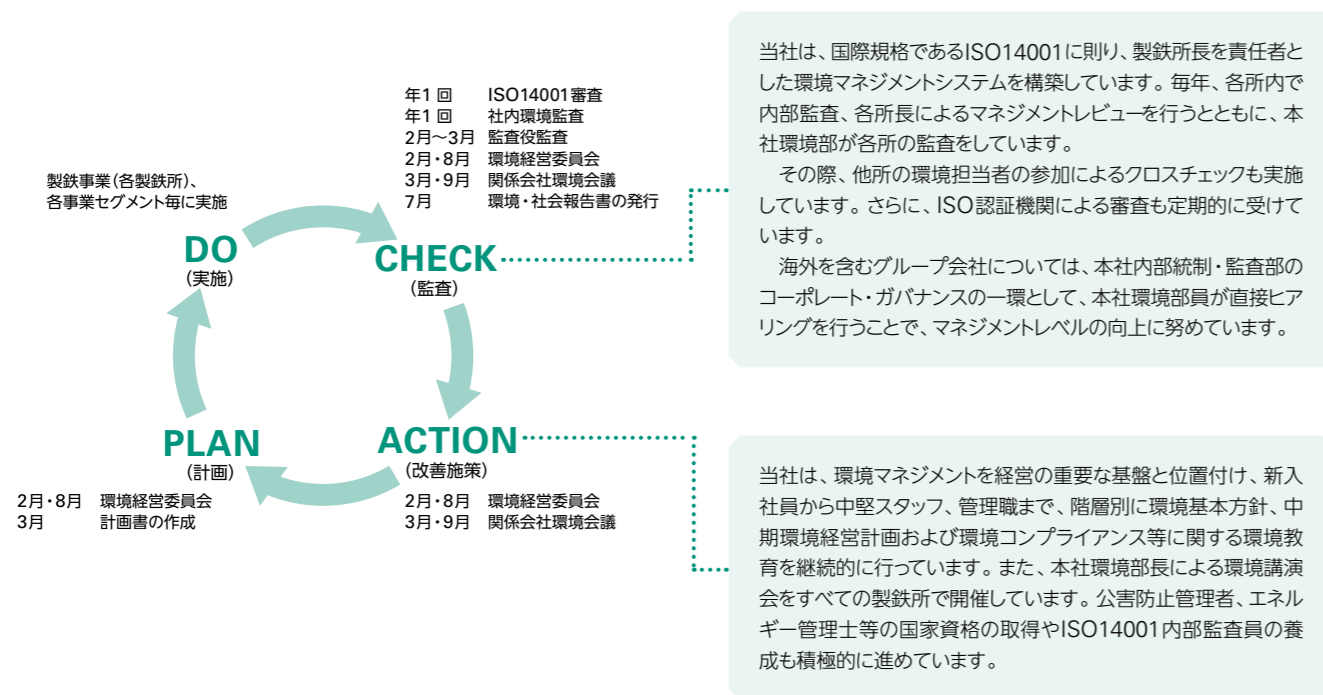 年1 回 ISO14001審査
年1 回 社内環境監査
2月～3月 監査役監査
2月・8月 環境経営委員会
3月・9月 関係会社環境会議
7月 環境・社会報告書の発行
製鉄事業(各製鉄所)、
各事業セグメント毎に実施
DO
(実施)
CHECK
(監査)
PLAN
(計画)
2月・8月 環境経営委員会
3月 計画書の作成
ACTION
(改善施策)
2月・8月 環境経営委員会
3月・9月 関係会社環境会議
当社は、国際規格であるISO14001に則り、製鉄所長を責任者と
した環境マネジメントシステムを構築しています。毎年、各所内で
内部監査、各所長によるマネジメントレビューを行うとともに、本
社環境部が各所の監査をしています。
その際、他所の環境担当者の参加によるクロスチェックも実施
しています。さらに、ISO認証機関による審査も定期的に受けて
います。
海外を含むグループ会社については、本社内部統制・監査部の
コーポレート・ガバナンスの一環として、本社環境部員が直接ヒア
リングを行うことで、マネジメントレベルの向上に努めています。
当社は、環境マネジメントを経営の重要な基盤と位置付け、新入
社員から中堅スタッフ、管理職まで、階層別に環境基本方針、中
期環境経営計画および環境コンプライアンス等に関する環境教
育を継続的に行っています。また、本社環境部長による環境講演
会をすべての製鉄所で開催しています。公害防止管理者、エネル
ギー管理士等の国家資格の取得やISO14001内部監査員の養
成も積極的に進めています。